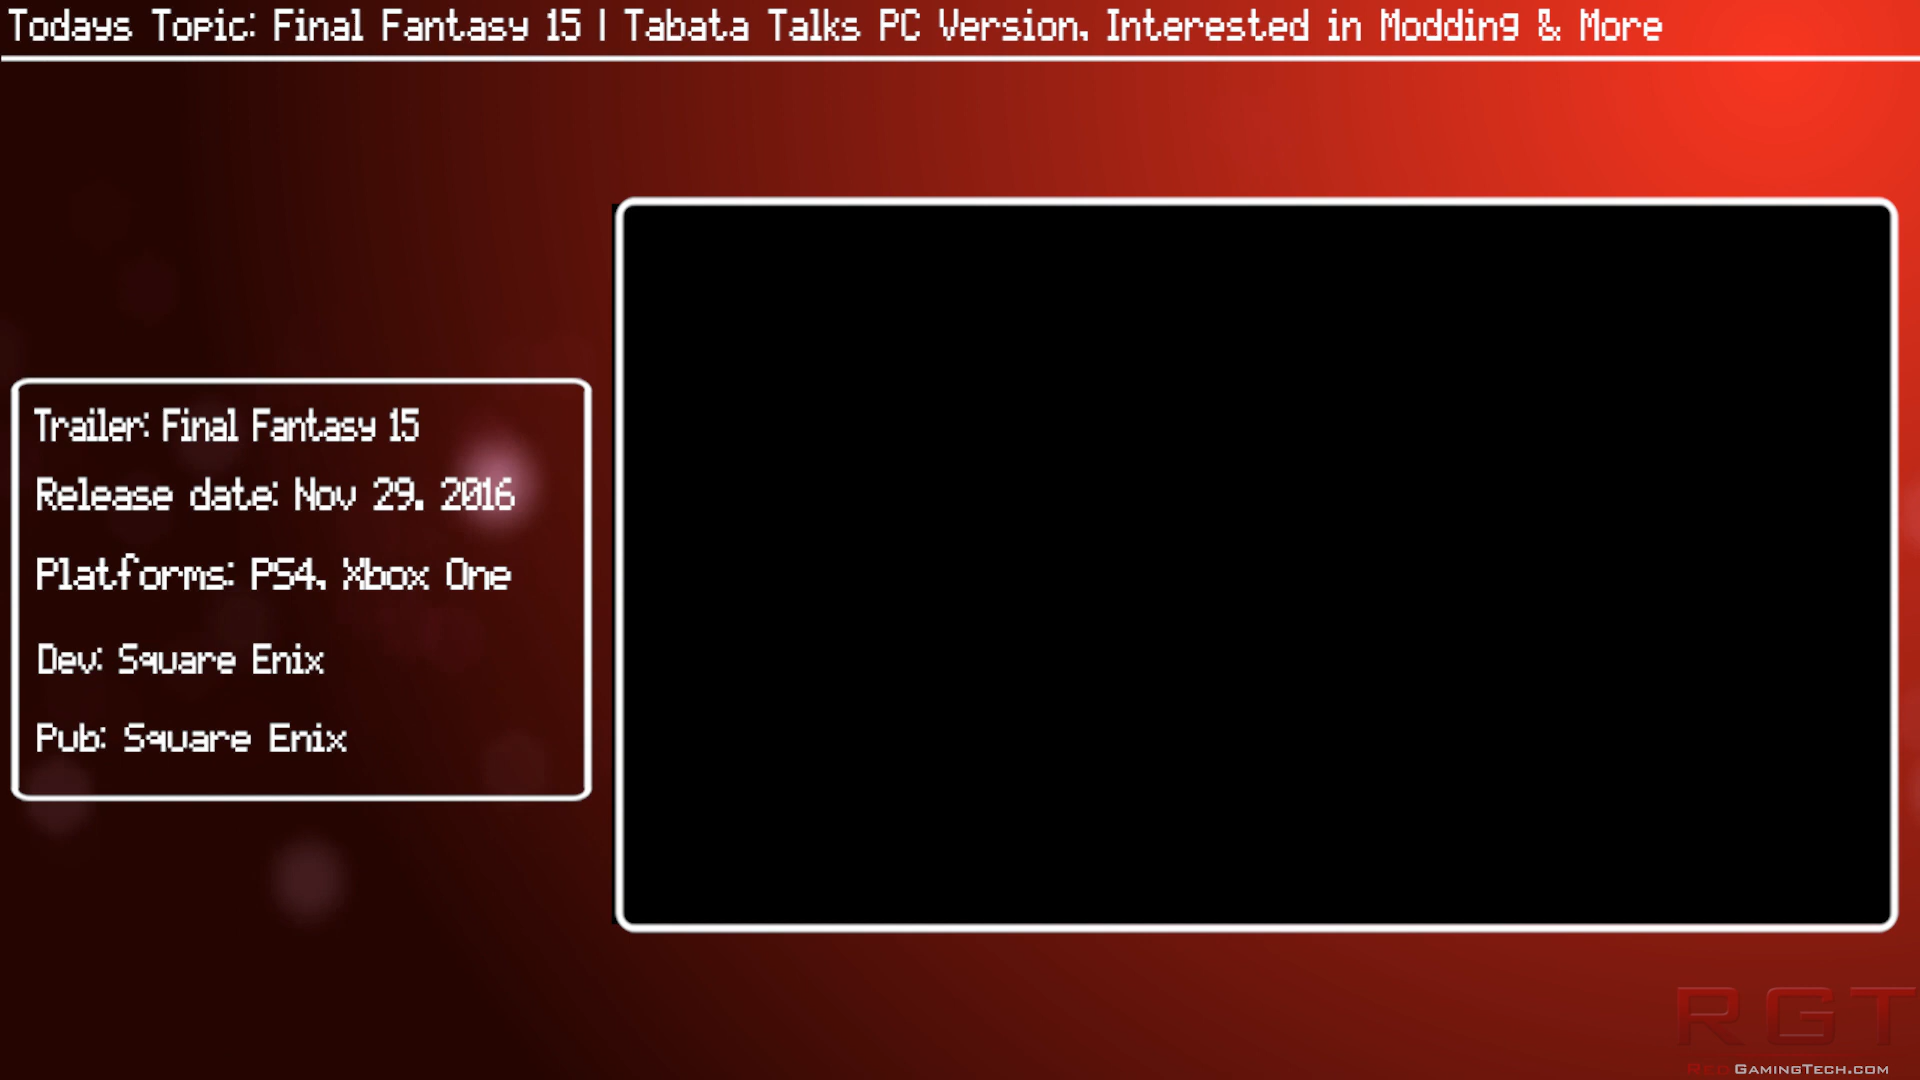 Todays Topic: Final Fantasy 15 | Tabata Talks PC Version, Interested in Modding & More
Trailer: Final Fantasy 15
Release date: Nov 29, 2016
Platforms: PS4, Xbox One
Dev: Square Enix
Pub: Square Enix
RGT
RedGamingTech.com